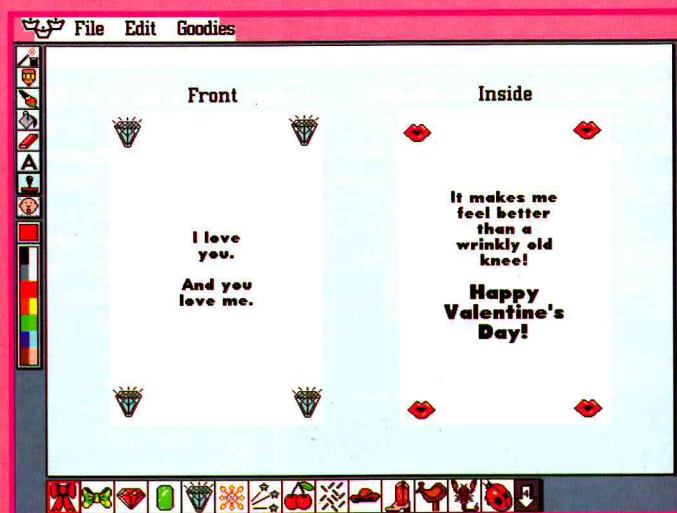 File Edit Goodies
Front
I love
you.
And you
love me.
Inside
It makes me
feel better
than a
wrinkly old
knee!
Happy
Valentine's
Day!
A